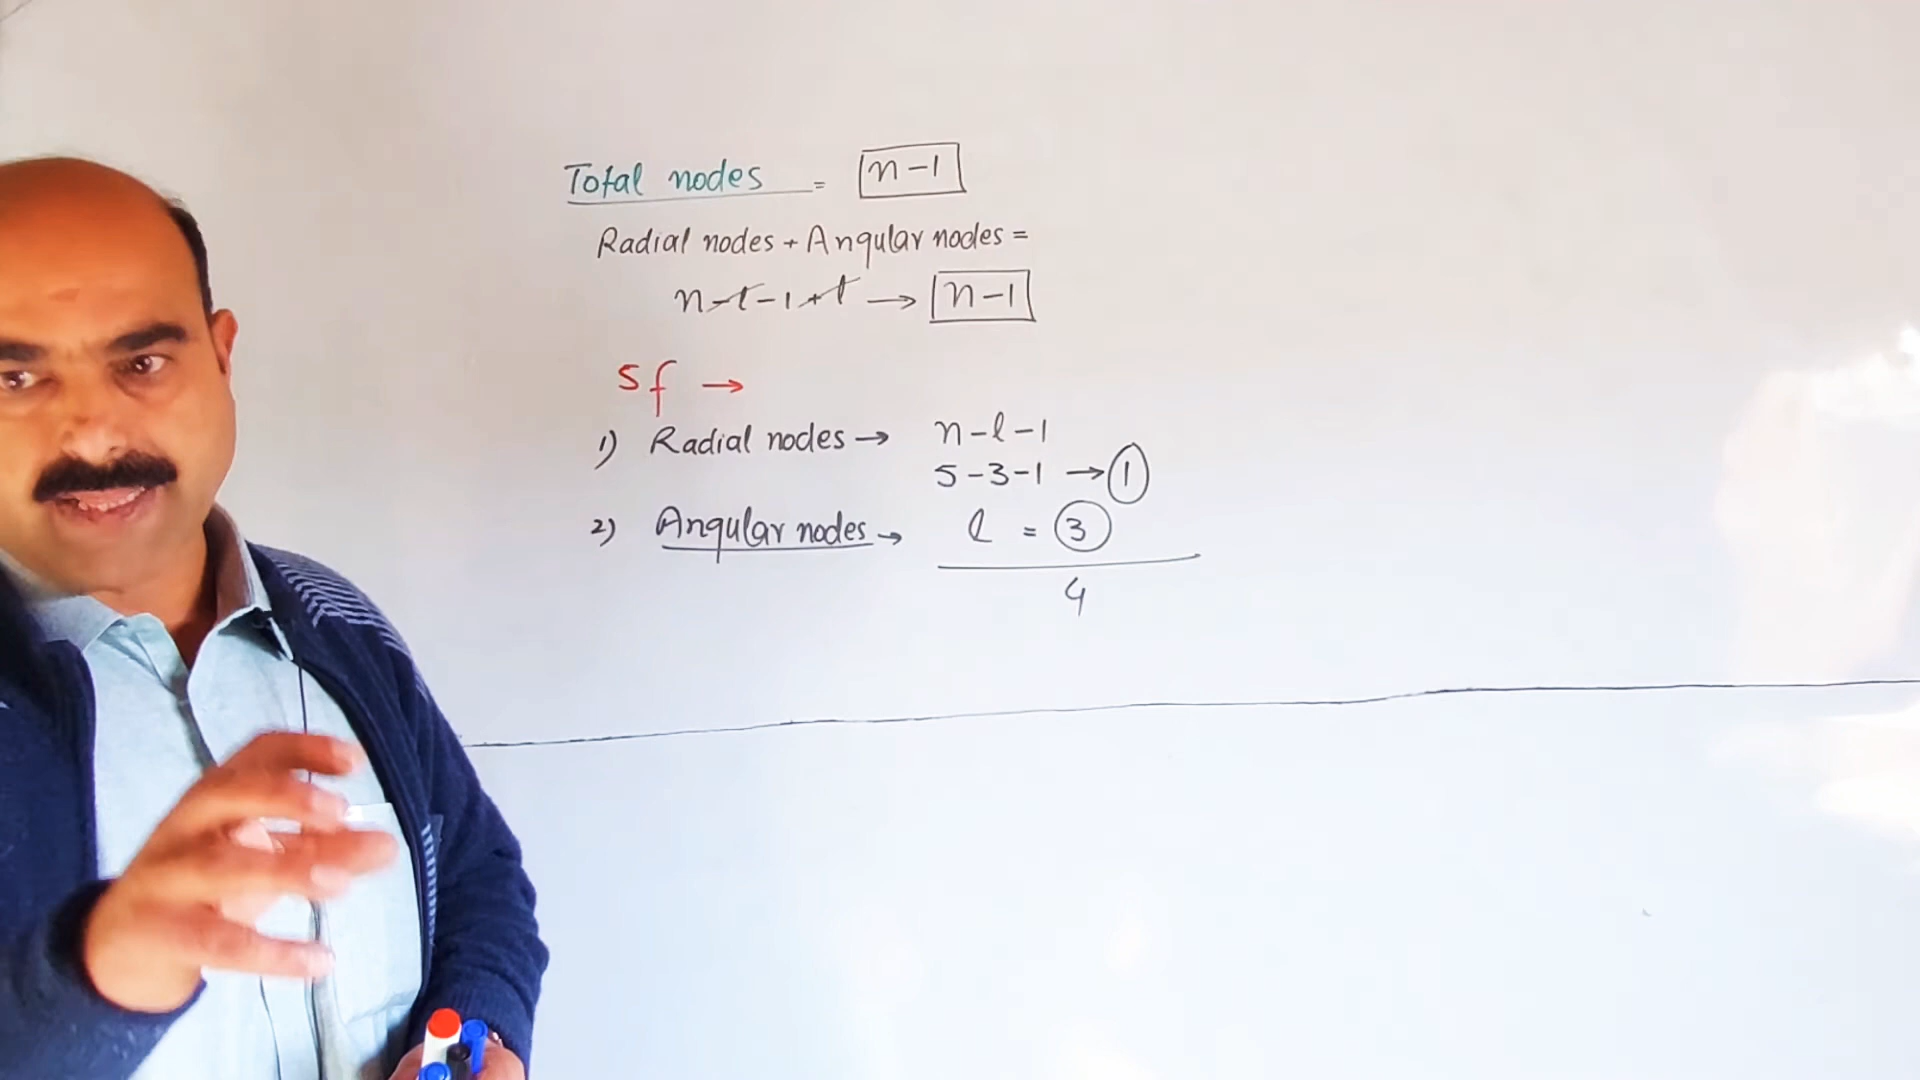 Total nodes = n-1
Radial nodes + Angular nodes =
n-l-1+l → n-1
5f →
1) Radial nodes → n-l-1
5-3-1 → 1
2) Angular nodes → l = 3
4